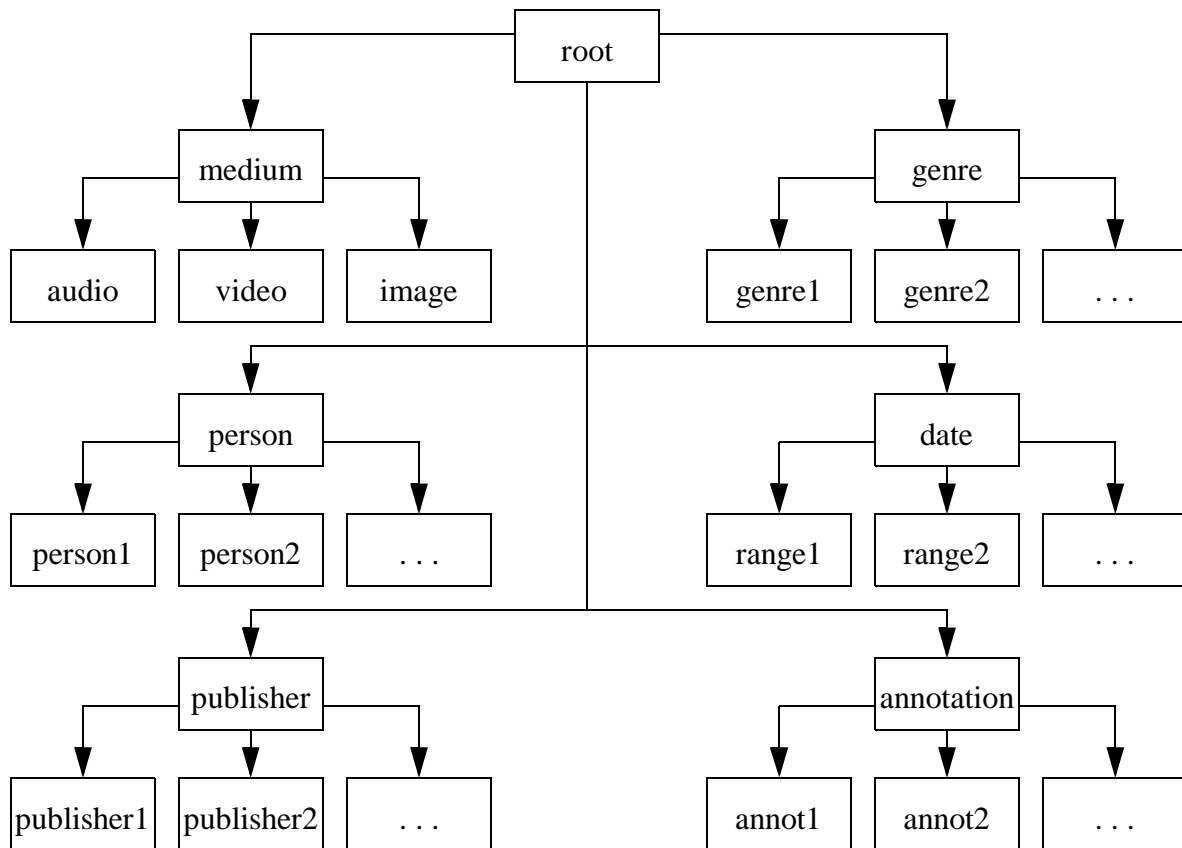 root
medium
genre
audio
video
image
genre1
genre2
. . .
person
date
person1
person2
. . .
range1
range2
. . .
publisher
annotation
publisher1
publisher2
. . .
annot1
annot2
. . .